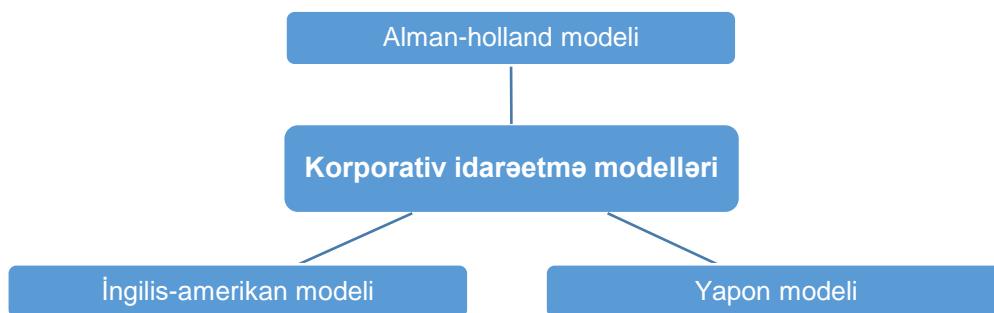 Alman-holland modeli
Korporativ idarəetmə modelləri
İngilis-amerikan modeli
Yapon modeli